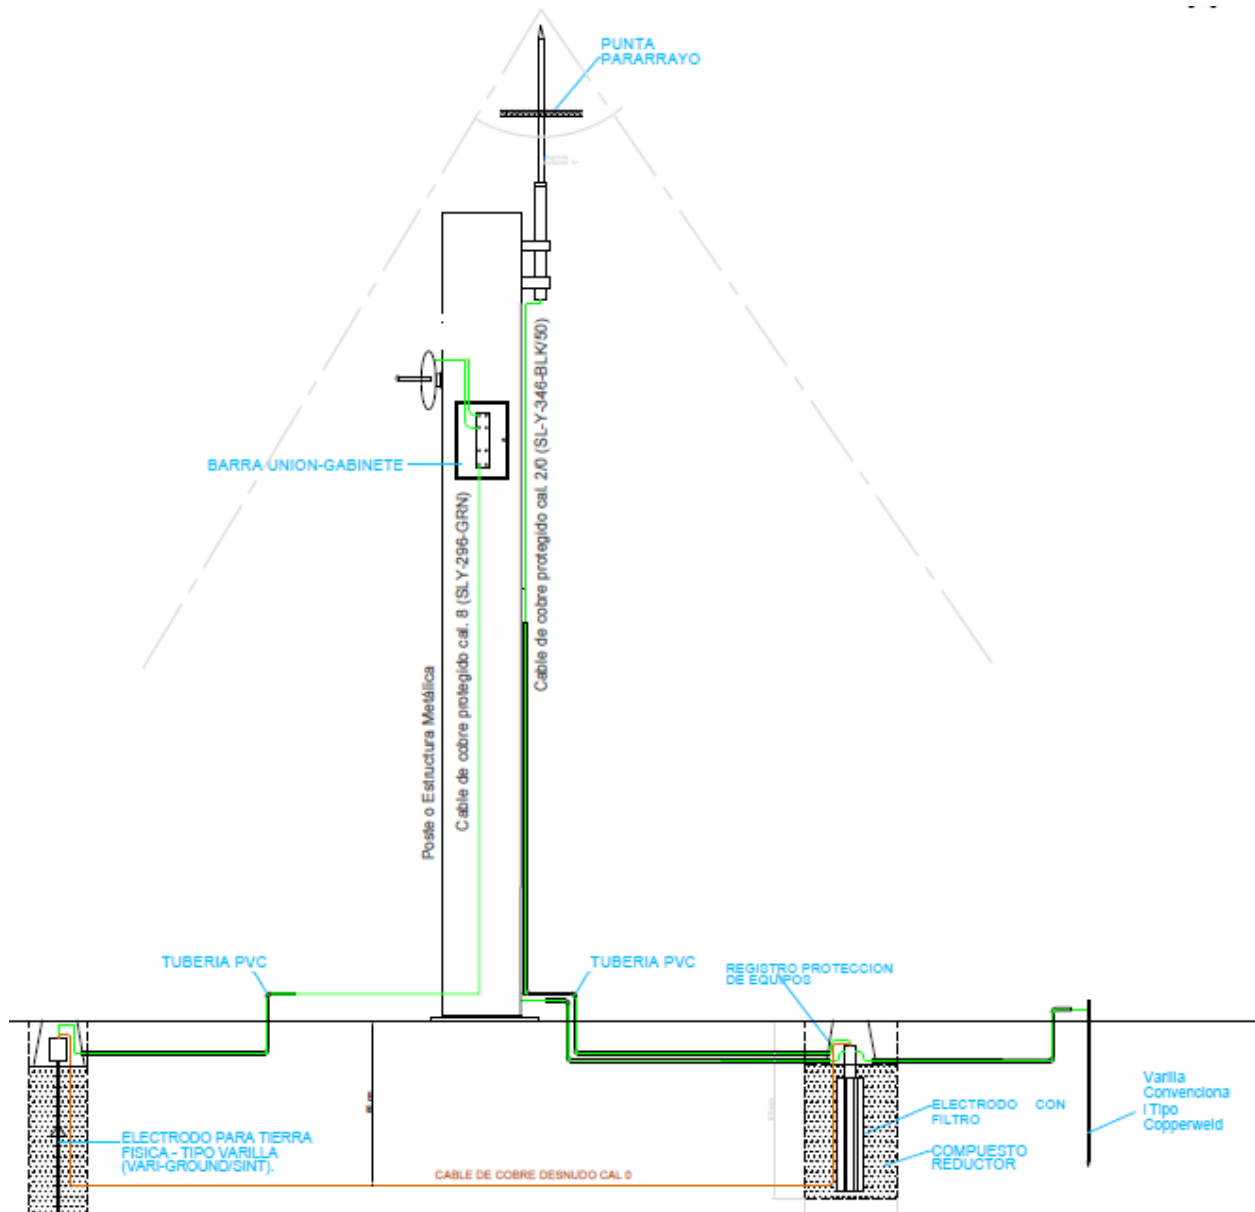 PUNTA
PARARRAYO
BARRA UNION-GABINETE
Poste o Estructura Metálica
Cable de cobre protegido cal. 8 (SLY-296-GRN)
Cable de cobre protegido cal. 2/0 (SL-Y-346-BLK/50)
TUBERIA PVC
TUBERIA PVC
REGISTRO PROTECCION
DE EQUIPOS
ELECTRODO PARA TIERRA
FISICA - TIPO VARILLA
(VARI-GROUND/SINT).
CABLE DE COBRE DESNUDO CAL 0
ELECTRODO CON
FILTRO
COMPUESTO
REDUCTOR
Varilla
Convenciona
l Tipo
Copperweld